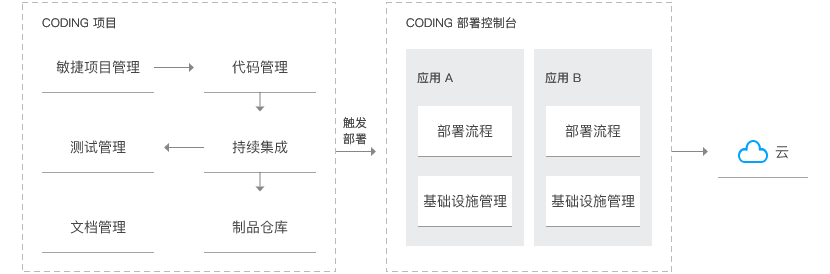 CODING 项目
敏捷项目管理
代码管理
测试管理
持续集成
文档管理
制品仓库
触发
部署
CODING 部署控制台
应用 A
部署流程
基础设施管理
应用 B
部署流程
基础设施管理
云